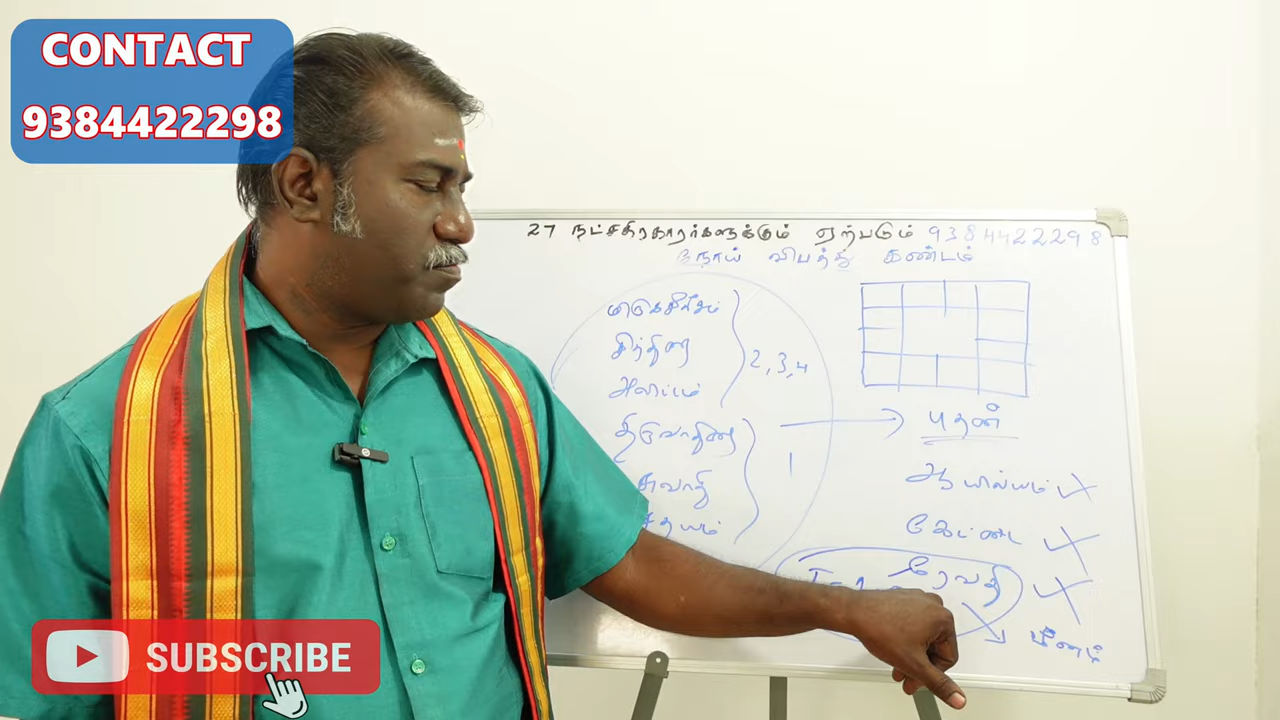 CONTACT
9384422298
27 நட்சதிரகாரர்களுக்கும் ஏற்படும் 9384422298
நோய் விபத்து கண்டம்
சித்திரை
அவிட்டம்
2, 3, 4
திருவாதிரை
சுவாதி
சதயம்
1
புதன்
ஆயில்யம்
கேட்டை
ரேவதி
மீனம்
SUBSCRIBE